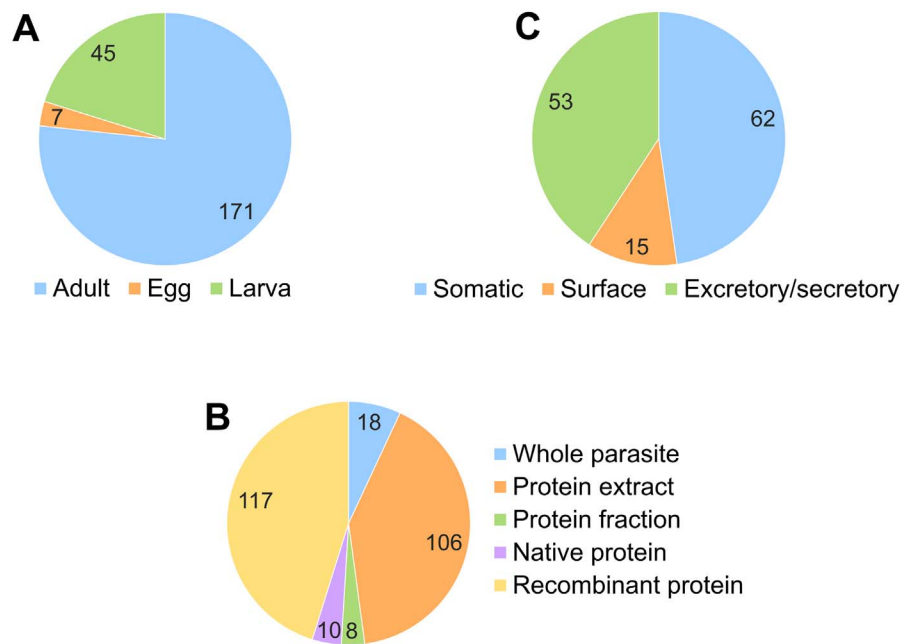 A
45
7
171
Adult Egg Larva
C
53
62
15
Somatic Surface Excretory/secretory
B
18
117
106
10
8
Whole parasite
Protein extract
Protein fraction
Native protein
Recombinant protein